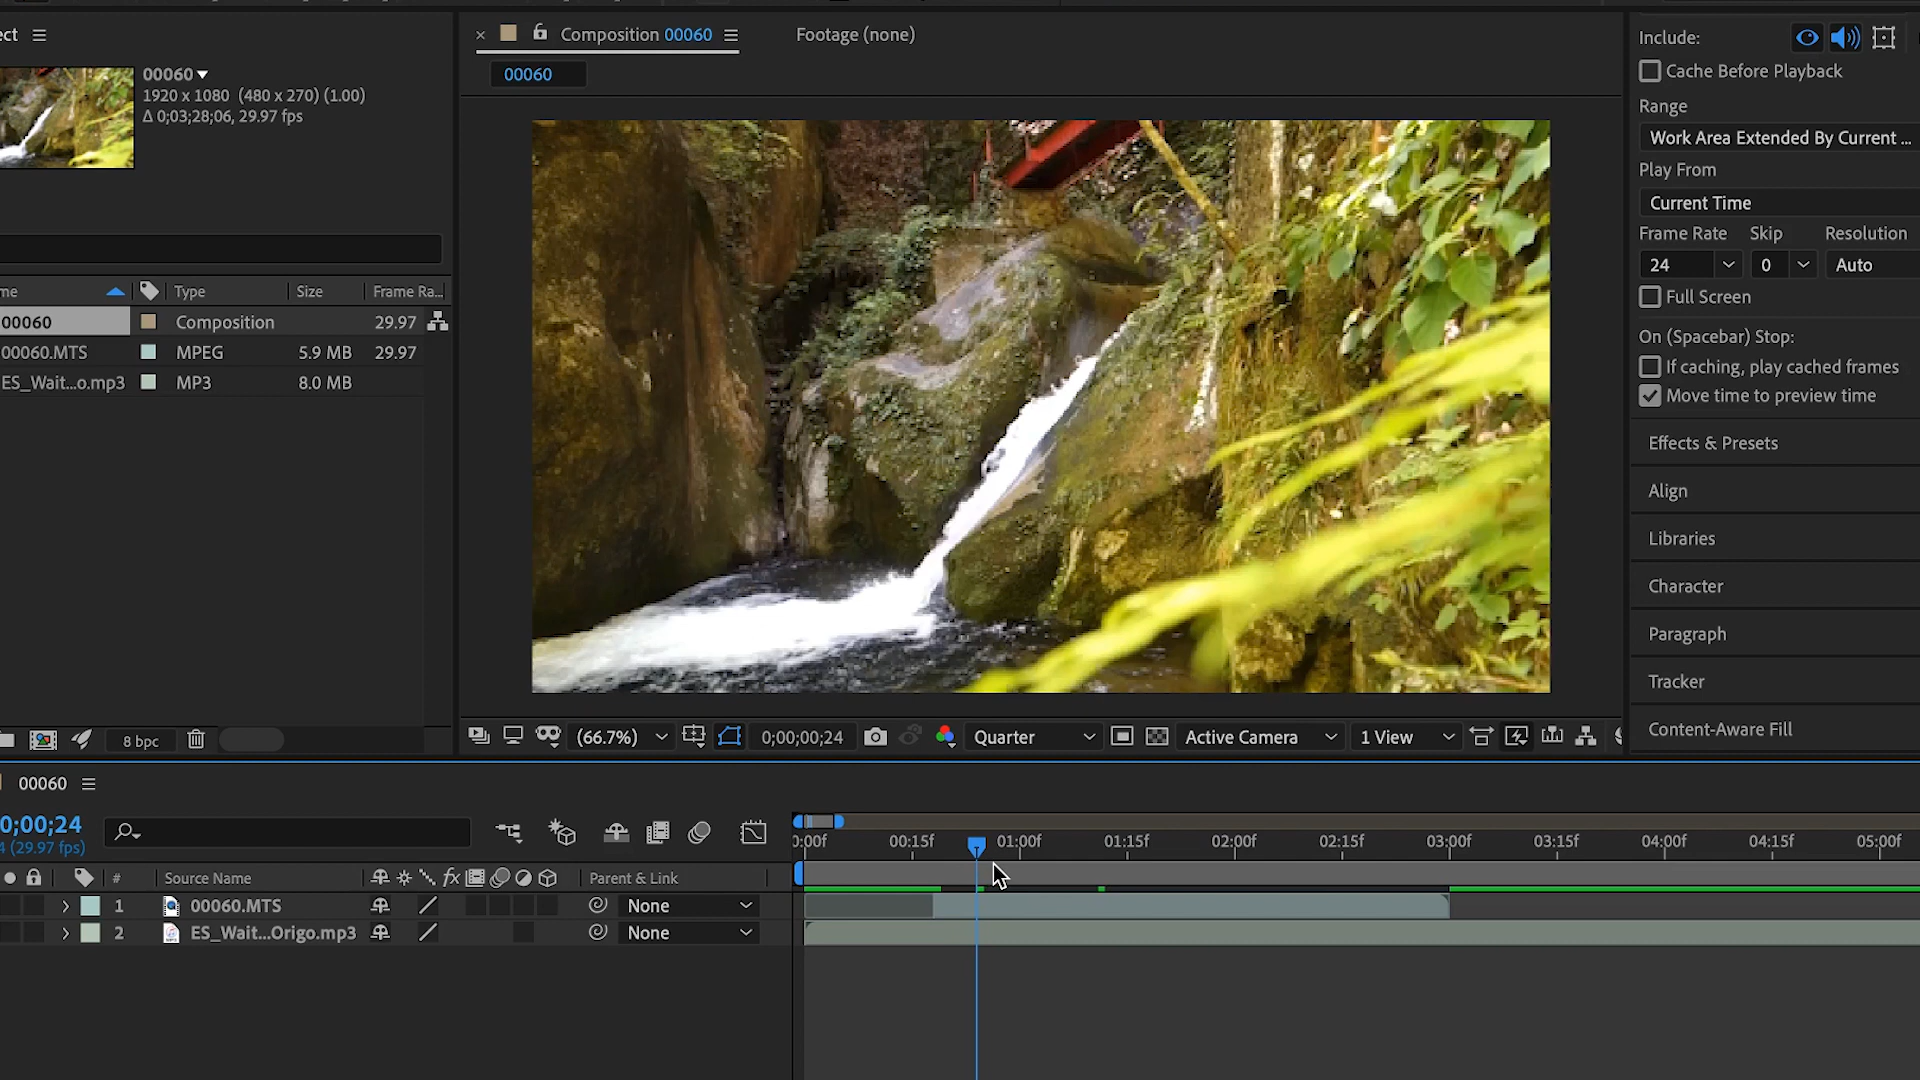 ect
Composition 00060
Footage (none)
00060
00060
1920 x 1080 (480 x 270) (1.00)
Δ 0;03;28;06, 29.97 fps
me Type Size Frame Ra...
00060 Composition 29.97
00060.MTS MPEG 5.9 MB 29.97
ES_Wait...o.mp3 MP3 8.0 MB
8 bpc
(66.7%) 0;00;00;24 Quarter Active Camera 1 View
Include:
Cache Before Playback
Range
Work Area Extended By Current ...
Play From
Current Time
Frame Rate Skip Resolution
24 0 Auto
Full Screen
On (Spacebar) Stop:
If caching, play cached frames
Move time to preview time
Effects & Presets
Align
Libraries
Character
Paragraph
Tracker
Content-Aware Fill
00060
0;00;24
4 (29.97 fps)
0:00f 00:15f 01:00f 01:15f 02:00f 02:15f 03:00f 03:15f 04:00f 04:15f 05:00f
# Source Name fx Parent & Link
1 00060.MTS None
2 ES_Wait...Origo.mp3 None